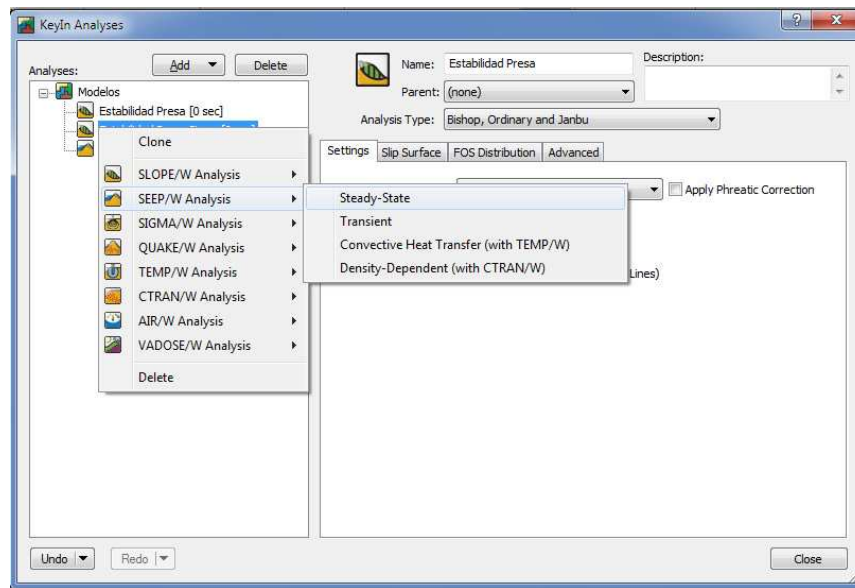 KeyIn Analyses
Analyses:
Add
Delete
Modelos
Estabilidad Presa [0 sec]
Clone
SLOPE/W Analysis
SEEP/W Analysis
SIGMA/W Analysis
QUAKE/W Analysis
TEMP/W Analysis
CTRAN/W Analysis
AIR/W Analysis
VADOSE/W Analysis
Delete
Steady-State
Transient
Convective Heat Transfer (with TEMP/W)
Density-Dependent (with CTRAN/W)
Name: Estabilidad Presa
Description:
Parent: (none)
Analysis Type: Bishop, Ordinary and Janbu
Settings Slip Surface FOS Distribution Advanced
Apply Phreatic Correction
Lines)
Undo
Redo
Close